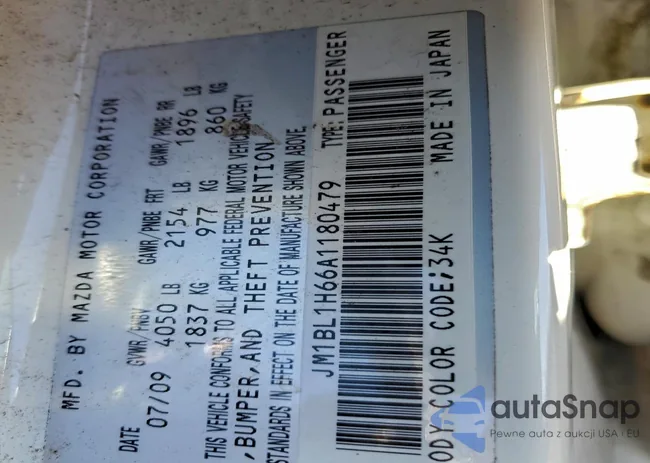 MFD. BY MAZDA MOTOR CORPORATION
DATE GVWR/PNBV GAWR/PNBE FRT GAWR/PNBE RR
07/09 4050 LB 2154 LB 1896 LB
1837 KG 977 KG 860 KG
THIS VEHICLE CONFORMS TO ALL APPLICABLE FEDERAL MOTOR VEHICLE SAFETY
,BUMPER,AND THEFT PREVENTION
STANDARDS IN EFFECT ON THE DATE OF MANUFACTURE SHOWN ABOVE.
JM1BL1H66A1180479 TYPE: PASSENGER
ODY COLOR CODE;34K MADE IN JAPAN
autaSnap
Pewne auta z aukcji USA i EU